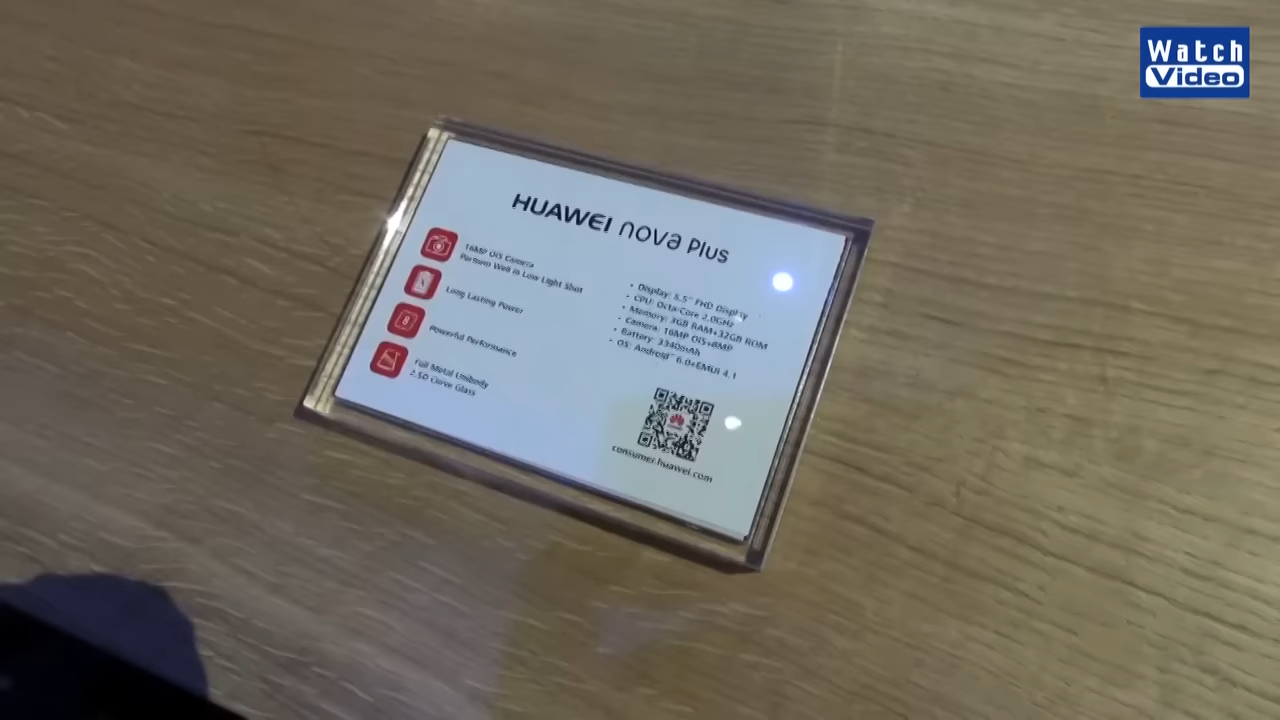 Watch
Video
HUAWEI nova Plus
16MP OIS Camera
Perform Well in Low Light Shot
Long Lasting Power
8
Powerful Performance
Full Metal Unibody
2.5D Curve Glass
• Display: 5.5" FHD Display
• CPU: Octa-Core 2.0GHz
• Memory: 3GB RAM+32GB ROM
• Camera: 16MP OIS+8MP
• Battery: 3340mAh
• OS: Android™ 6.0+EMUI 4.1
consumer.huawei.com